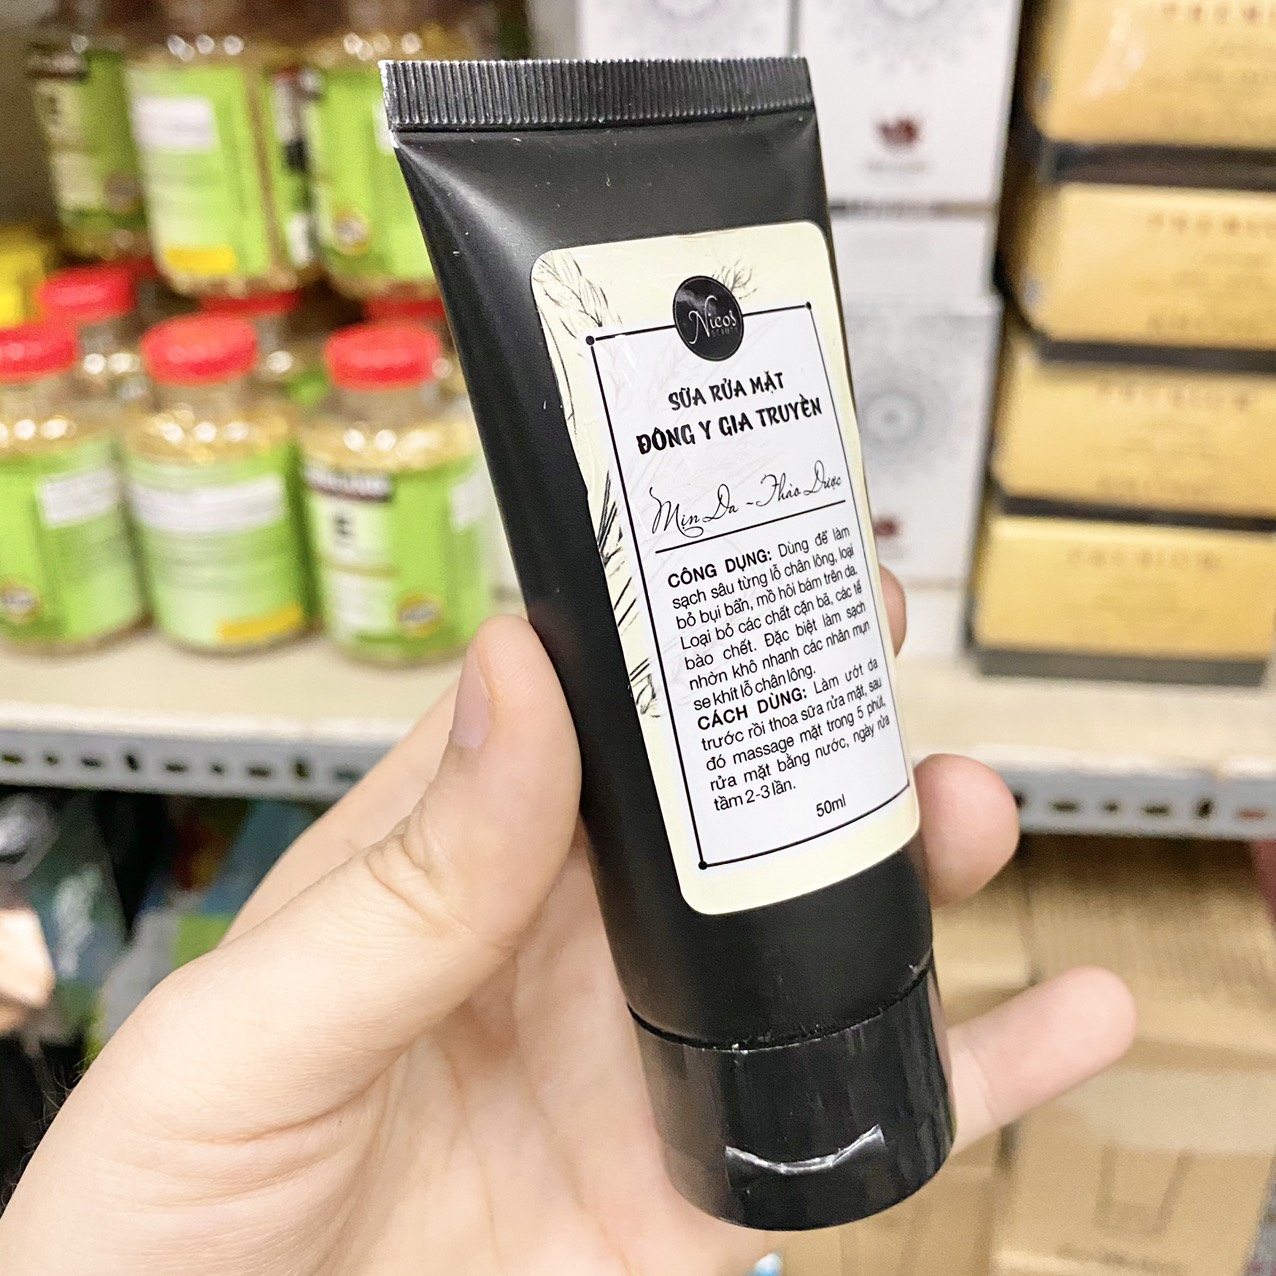 Nicos
SỮA RỬA MẶT
ĐÔNG Y GIA TRUYỀN
Mịn Da - Thảo Dược
CÔNG DỤNG: Dùng để làm
sạch sâu từng lỗ chân lông, loại
bỏ bụi bẩn, mồ hôi bám trên da.
Loại bỏ các chất cặn bã, các tế
bào chết. Đặc biệt làm sạch
nhờn khô nhanh các nhân mụn
se khít lỗ chân lông.
CÁCH DÙNG: Làm ướt da
trước rồi thoa sữa rửa mặt, sau
đó massage mặt trong 5 phút,
rửa mặt bằng nước, ngày rửa
tầm 2-3 lần.
50ml
PREMIUM
PREMIUM
PREMIUM
PREMIUM
E